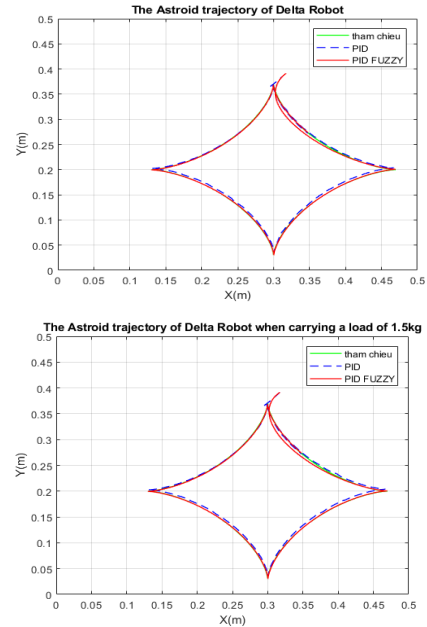 The Astroid trajectory of Delta Robot
tham chieu
PID
PID FUZZY
0.5
0.45
0.4
0.35
0.3
0.25
0.2
0.15
0.1
0.05
0
Y(m)
0 0.05 0.1 0.15 0.2 0.25 0.3 0.35 0.4 0.45 0.5
X(m)
The Astroid trajectory of Delta Robot when carrying a load of 1.5kg
tham chieu
PID
PID FUZZY
0.5
0.45
0.4
0.35
0.3
0.25
0.2
0.15
0.1
0.05
0
Y(m)
0 0.05 0.1 0.15 0.2 0.25 0.3 0.35 0.4 0.45 0.5
X(m)